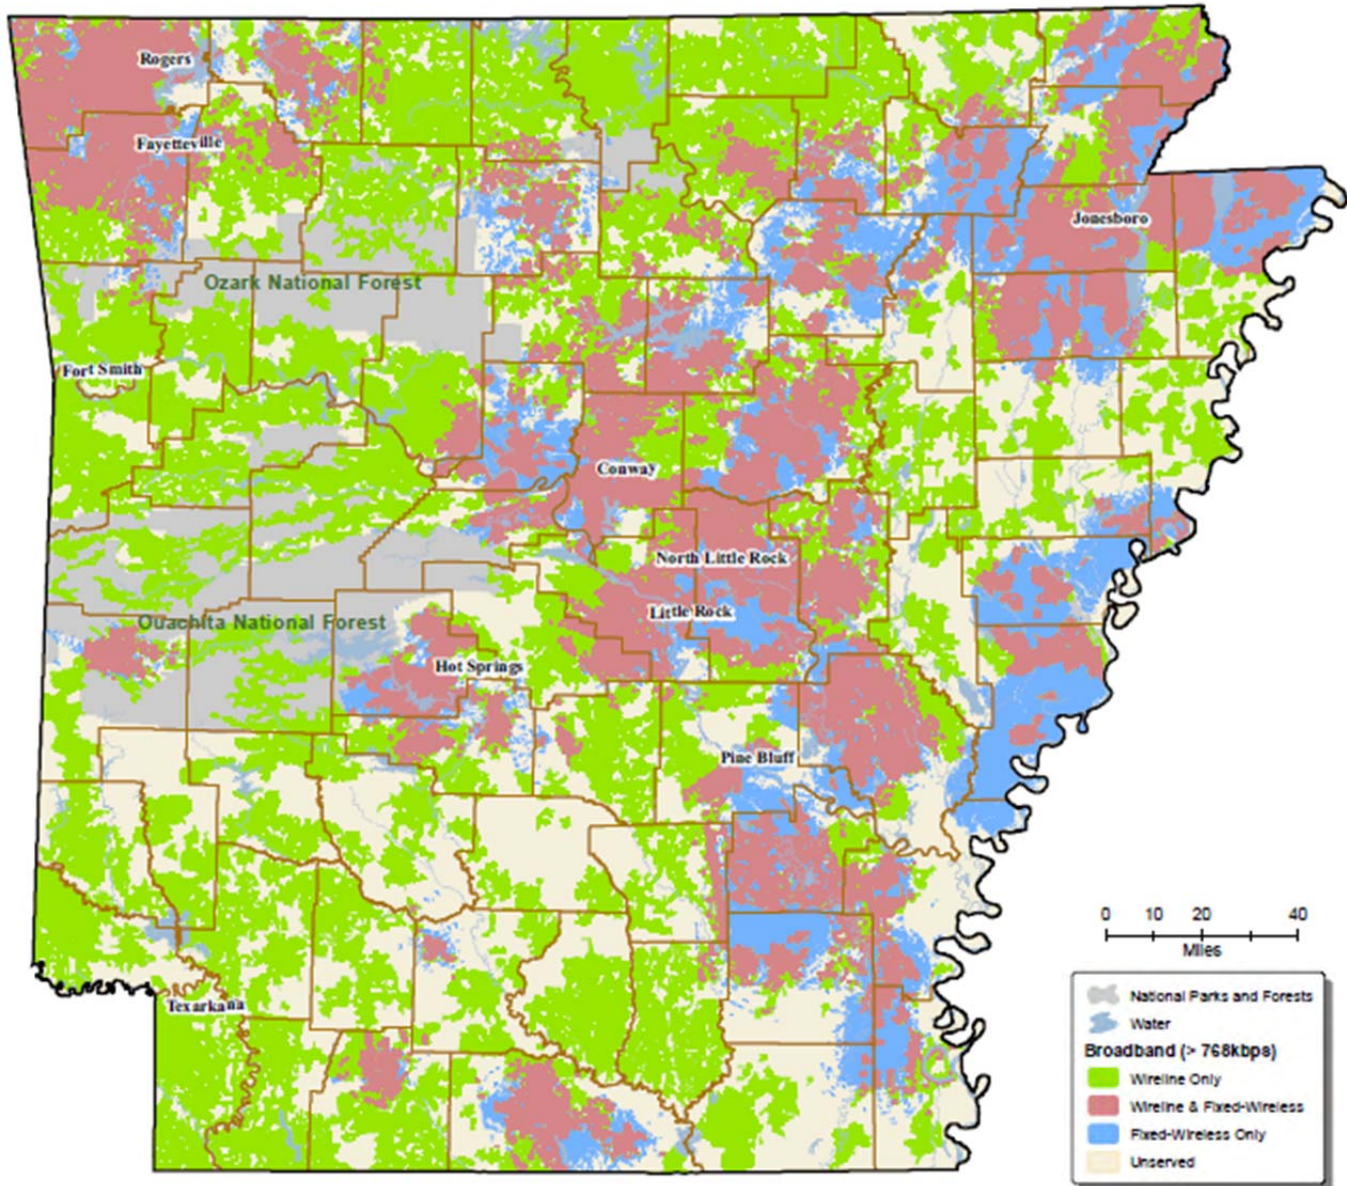 Rogers
Fayetteville
Jonesboro
Ozark National Forest
Fort Smith
Conway
North Little Rock
Little Rock
Ouachita National Forest
Hot Springs
Pine Bluff
Texarkana
0 10 20 40
Miles
National Parks and Forests
Water
Broadband (> 768kbps)
Wireline Only
Wireline & Fixed-Wireless
Fixed-Wireless Only
Unserved